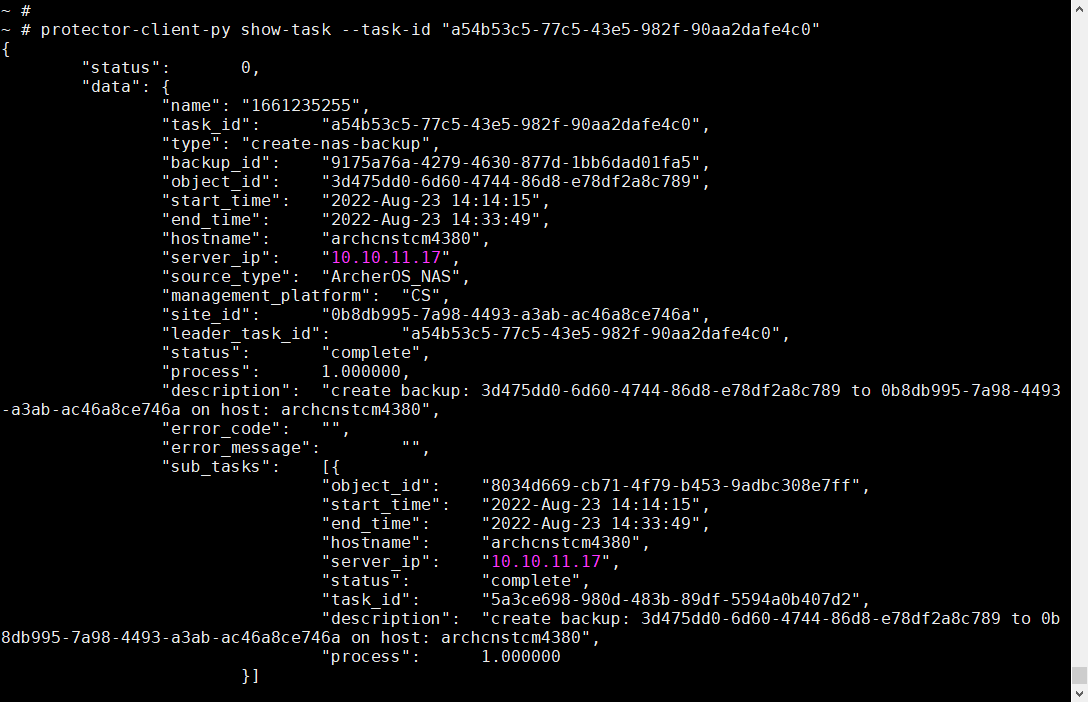 ~ #
~ # protector-client-py show-task --task-id "a54b53c5-77c5-43e5-982f-90aa2dafe4c0"
{
        "status":       0,
        "data": {
                "name": "1661235255",
                "task_id":      "a54b53c5-77c5-43e5-982f-90aa2dafe4c0",
                "type": "create-nas-backup",
                "backup_id":    "9175a76a-4279-4630-877d-1bb6dad01fa5",
                "object_id":    "3d475dd0-6d60-4744-86d8-e78df2a8c789",
                "start_time":   "2022-Aug-23 14:14:15",
                "end_time":     "2022-Aug-23 14:33:49",
                "hostname":     "archcnstcm4380",
                "server_ip":    "10.10.11.17",
                "source_type":  "ArcherOS_NAS",
                "management_platform":  "CS",
                "site_id":      "0b8db995-7a98-4493-a3ab-ac46a8ce746a",
                "leader_task_id":       "a54b53c5-77c5-43e5-982f-90aa2dafe4c0",
                "status":       "complete",
                "process":      1.000000,
                "description":  "create backup: 3d475dd0-6d60-4744-86d8-e78df2a8c789 to 0b8db995-7a98-4493
-a3ab-ac46a8ce746a on host: archcnstcm4380",
                "error_code":   "",
                "error_message":        "",
                "sub_tasks":    [{
                                "object_id":    "8034d669-cb71-4f79-b453-9adbc308e7ff",
                                "start_time":   "2022-Aug-23 14:14:15",
                                "end_time":     "2022-Aug-23 14:33:49",
                                "hostname":     "archcnstcm4380",
                                "server_ip":    "10.10.11.17",
                                "status":       "complete",
                                "task_id":      "5a3ce698-980d-483b-89df-5594a0b407d2",
                                "description":  "create backup: 3d475dd0-6d60-4744-86d8-e78df2a8c789 to 0b
8db995-7a98-4493-a3ab-ac46a8ce746a on host: archcnstcm4380",
                                "process":      1.000000
                        }]